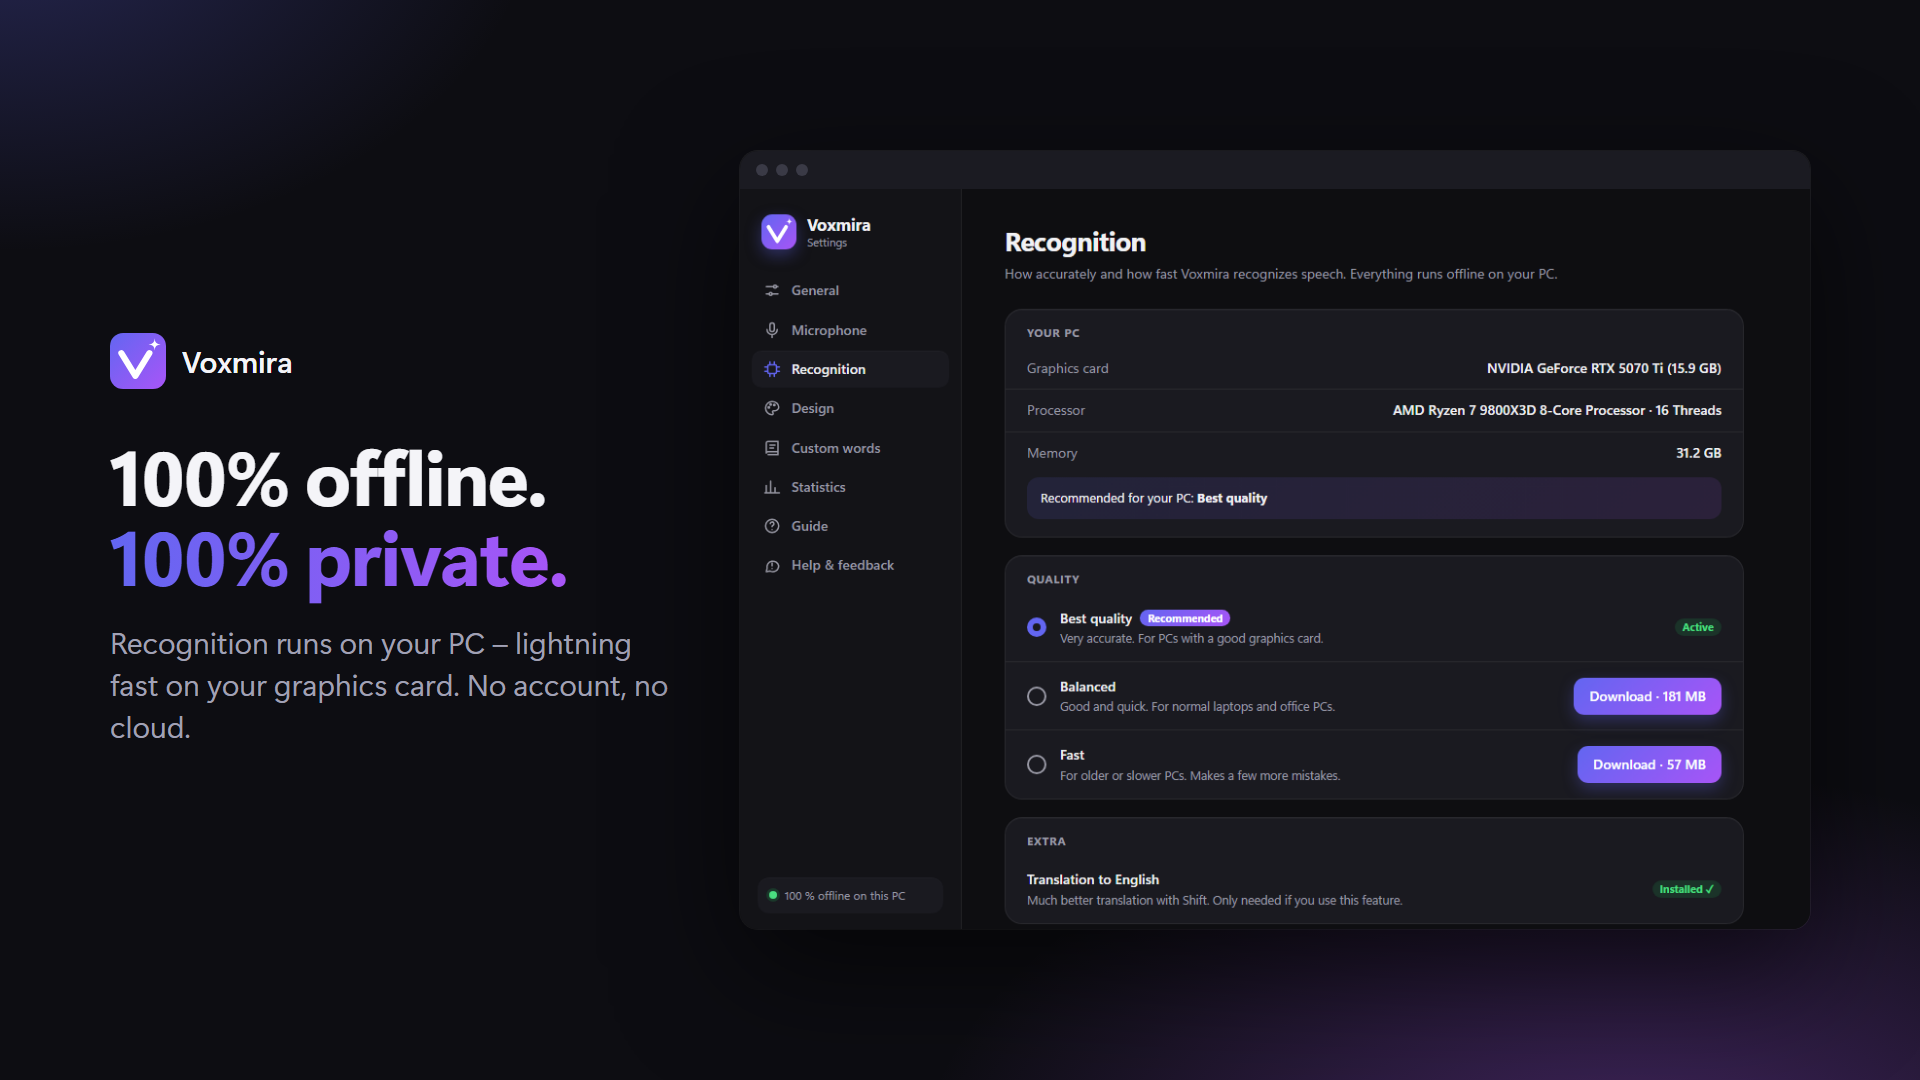 Voxmira
100% offline.
100% private.
Recognition runs on your PC – lightning
fast on your graphics card. No account, no
cloud.
Voxmira
Settings
General
Microphone
Recognition
Design
Custom words
Statistics
Guide
Help & feedback
100 % offline on this PC
Recognition
How accurately and how fast Voxmira recognizes speech. Everything runs offline on your PC.
YOUR PC
Graphics card NVIDIA GeForce RTX 5070 Ti (15.9 GB)
Processor AMD Ryzen 7 9800X3D 8-Core Processor · 16 Threads
Memory 31.2 GB
Recommended for your PC: Best quality
QUALITY
Best quality Recommended
Very accurate. For PCs with a good graphics card.
Active
Balanced
Good and quick. For normal laptops and office PCs.
Download · 181 MB
Fast
For older or slower PCs. Makes a few more mistakes.
Download · 57 MB
EXTRA
Translation to English
Much better translation with Shift. Only needed if you use this feature.
Installed ✓